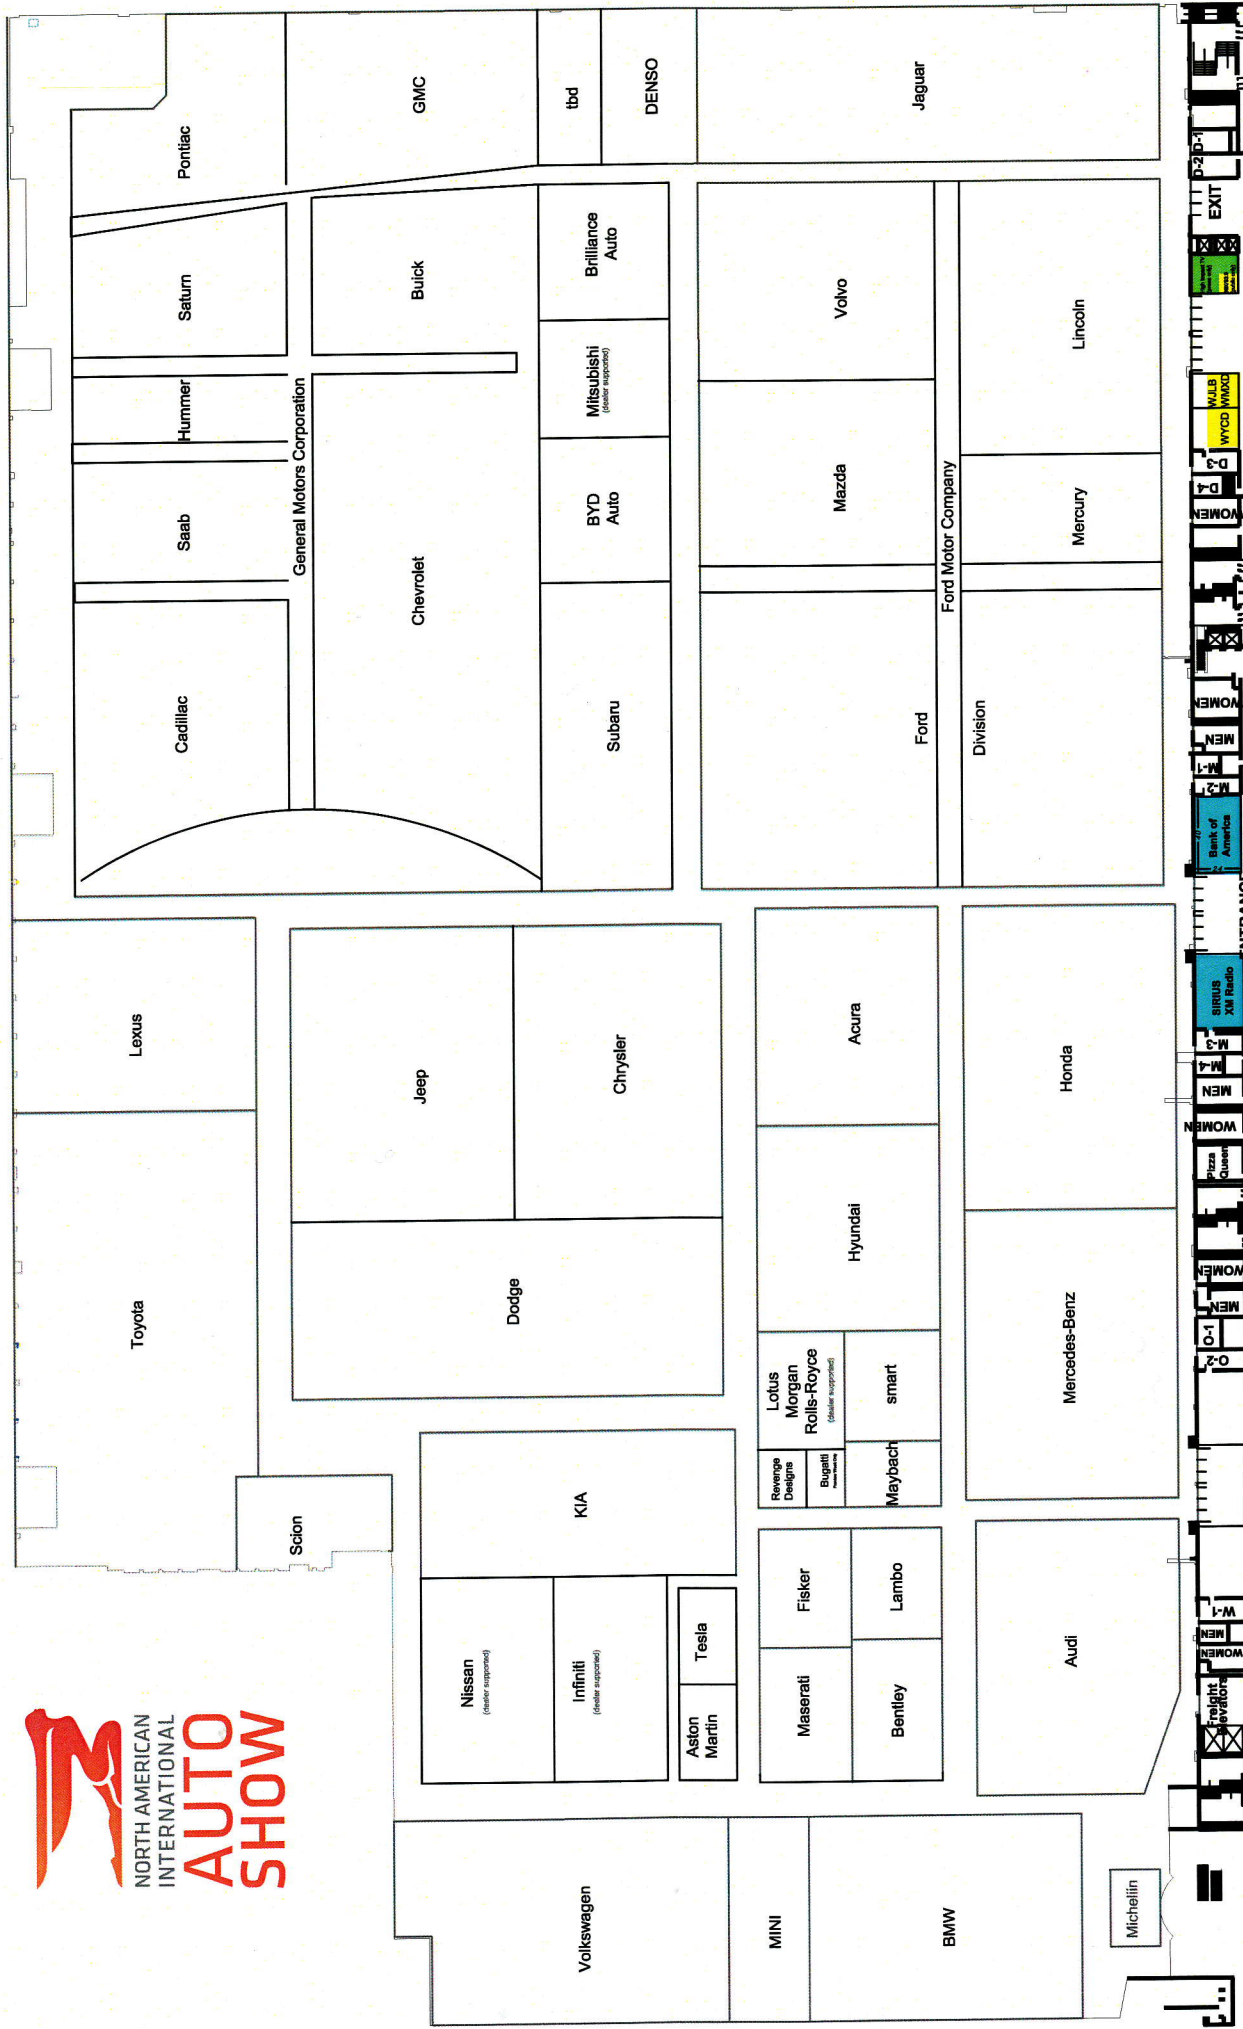 NORTH AMERICAN
INTERNATIONAL
AUTO
SHOW
Volkswagen
MINI
BMW
Michelin
Nissan
(dealer supported)
Infiniti
(dealer supported)
Aston
Martin
Tesla
KIA
Maserati
Fisker
Bentley
Lambo
Audi
Scion
Toyota
Lexus
Dodge
Jeep
Chrysler
Revenge
Designs
Bugatti
Maybach
Lotus
Morgan
Rolls-Royce
(dealer supported)
smart
Hyundai
Acura
Mercedes-Benz
Honda
Cadillac
Saab
Hummer
Saturn
Pontiac
General Motors Corporation
Chevrolet
Buick
GMC
Subaru
BYD
Auto
Mitsubishi
(dealer supported)
Brilliance
Auto
tbd
DENSO
Ford
Division
Ford Motor Company
Mazda
Volvo
Mercury
Lincoln
Jaguar
Freight
Elevators
WOMEN
MEN
W-1
O-2
O-1
MEN
WOMEN
Pizza
Queen
WOMEN
MEN
M-4
M-3
SIRIUS
XM Radio
ENTRANCE
Bank of
America
M-2
M-1
MEN
WOMEN
WOMEN
D-4
D-3
WYCD
WJLB
WMXD
EXIT
D-2
D-1